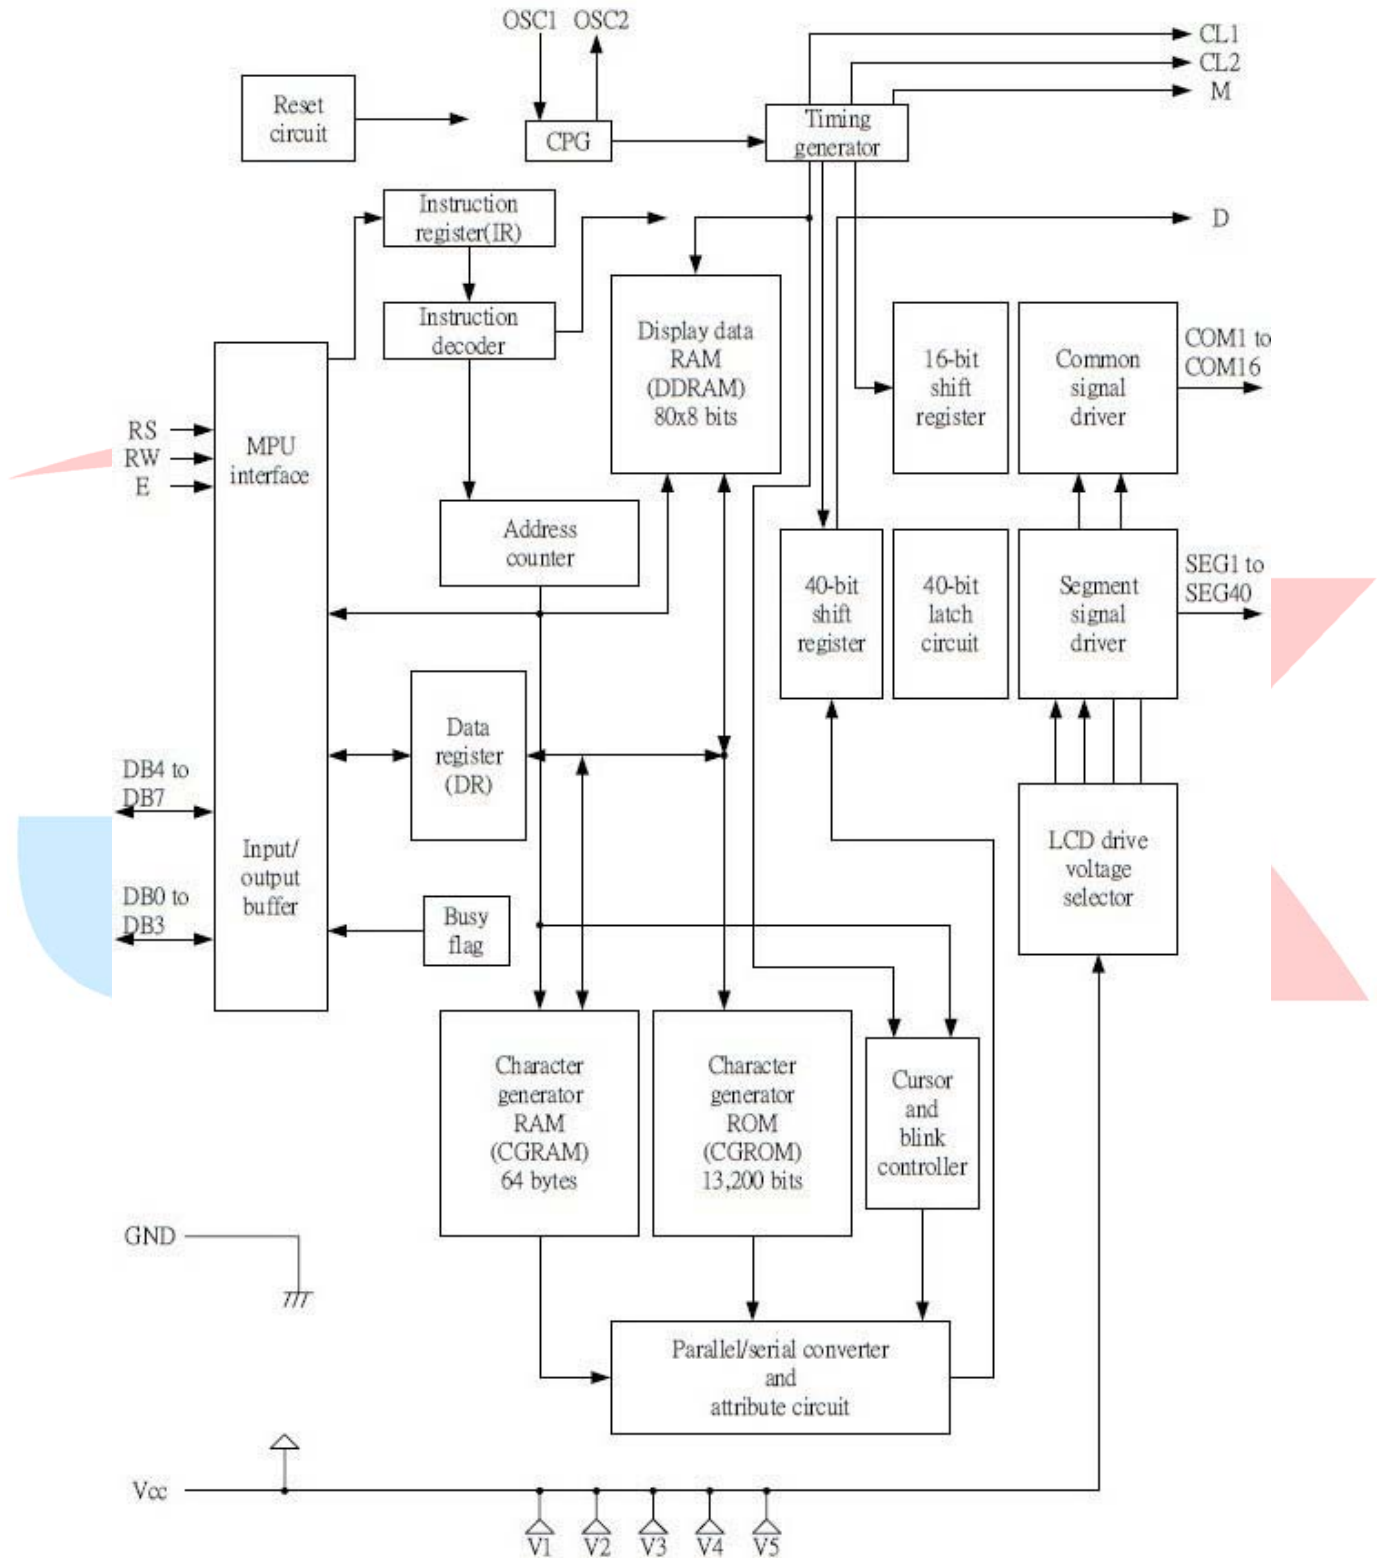 OSC1 OSC2
CL1
CL2
M
Reset
circuit
CPG
Timing
generator
Instruction
register(IR)
D
Instruction
decoder
Display data
RAM
(DDRAM)
80x8 bits
16-bit
shift
register
Common
signal
driver
COM1 to
COM16
RS
RW
E
MPU
interface
Address
counter
40-bit
shift
register
40-bit
latch
circuit
Segment
signal
driver
SEG1 to
SEG40
Data
register
(DR)
DB4 to
DB7
Input/
output
buffer
LCD drive
voltage
selector
DB0 to
DB3
Busy
flag
Character
generator
RAM
(CGRAM)
64 bytes
Character
generator
ROM
(CGROM)
13,200 bits
Cursor
and
blink
controller
GND
Parallel/serial converter
and
attribute circuit
Vcc
V1 V2 V3 V4 V5